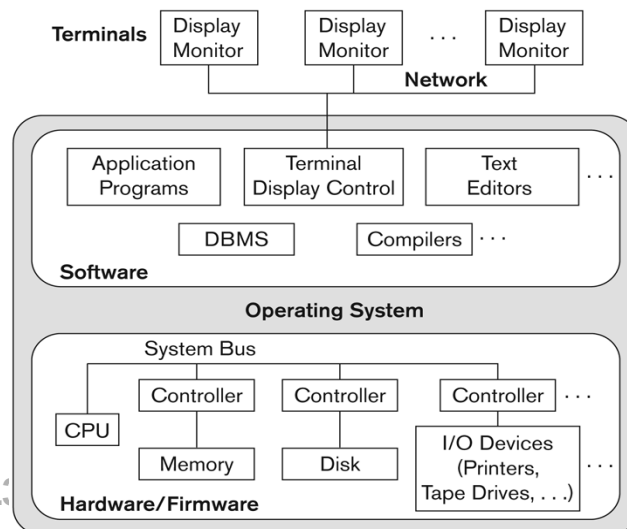 Terminals
Display
Monitor
Display
Monitor
. . .
Display
Monitor
Network
Application
Programs
Terminal
Display Control
Text
Editors
. . .
DBMS
Compilers
. . .
Software
Operating System
System Bus
Controller
Controller
Controller
. . .
CPU
Memory
Disk
I/O Devices
(Printers,
Tape Drives, . . .)
. . .
Hardware/Firmware